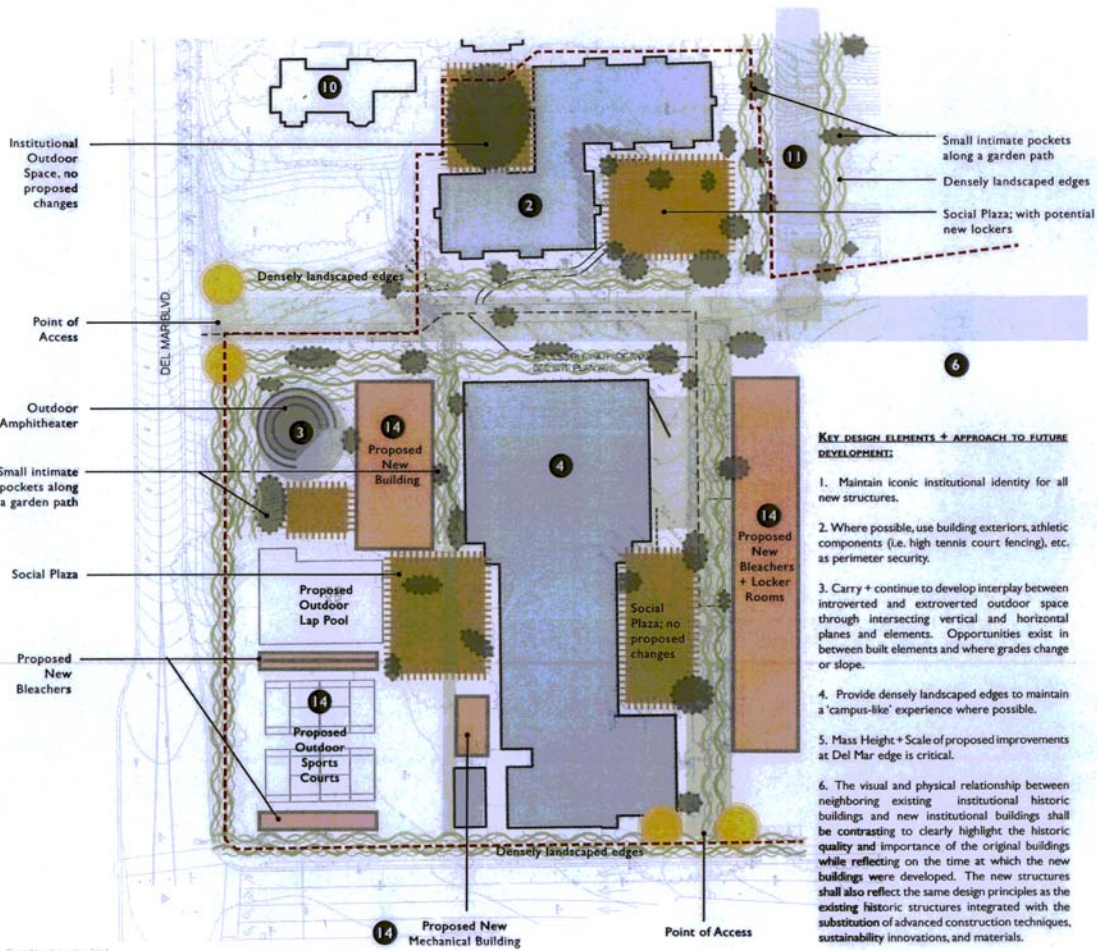 10
Institutional
Outdoor
Space, no
proposed
changes
2
11
Small intimate pockets
along a garden path
Densely landscaped edges
Social Plaza; with potential
new lockers
Densely landscaped edges
Point of
Access
DEL MAR BLVD.
6
Outdoor
Amphitheater
3
14
Proposed
New
Building
4
Small intimate
pockets along
a garden path
14
Proposed
New
Bleachers
+ Locker
Rooms
Social Plaza
Proposed
Outdoor
Lap Pool
Social
Plaza; no
proposed
changes
Proposed
New
Bleachers
14
Proposed
Outdoor
Sports
Courts
Densely landscaped edges
14
Proposed New
Mechanical Building
Point of Access
KEY DESIGN ELEMENTS + APPROACH TO FUTURE
DEVELOPMENT:
1. Maintain iconic institutional identity for all
new structures.
2. Where possible, use building exteriors, athletic
components (i.e. high tennis court fencing), etc.
as perimeter security.
3. Carry + continue to develop interplay between
introverted and extroverted outdoor space
through intersecting vertical and horizontal
planes and elements. Opportunities exist in
between built elements and where grades change
or slope.
4. Provide densely landscaped edges to maintain
a 'campus-like' experience where possible.
5. Mass Height + Scale of proposed improvements
at Del Mar edge is critical.
6. The visual and physical relationship between
neighboring existing institutional historic
buildings and new institutional buildings shall
be contrasting to clearly highlight the historic
quality and importance of the original buildings
while reflecting on the time at which the new
buildings were developed. The new structures
shall also reflect the same design principles as the
existing historic structures integrated with the
substitution of advanced construction techniques,
sustainability innovations, and materials.